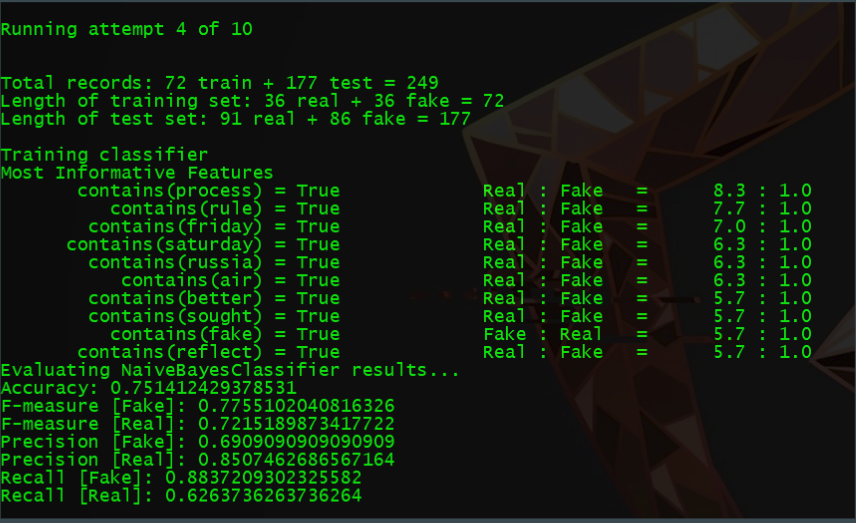 Running attempt 4 of 10
Total records: 72 train + 177 test = 249
Length of training set: 36 real + 36 fake = 72
Length of test set: 91 real + 86 fake = 177
Training classifier
Most Informative Features
contains(process) = True Real : Fake = 8.3 : 1.0
contains(rule) = True Real : Fake = 7.7 : 1.0
contains(friday) = True Real : Fake = 7.0 : 1.0
contains(saturday) = True Real : Fake = 6.3 : 1.0
contains(russia) = True Real : Fake = 6.3 : 1.0
contains(air) = True Real : Fake = 6.3 : 1.0
contains(better) = True Real : Fake = 5.7 : 1.0
contains(sought) = True Real : Fake = 5.7 : 1.0
contains(fake) = True Fake : Real = 5.7 : 1.0
contains(reflect) = True Real : Fake = 5.7 : 1.0
Evaluating NaiveBayesClassifier results...
Accuracy: 0.751412429378531
F-measure [Fake]: 0.7755102040816326
F-measure [Real]: 0.7215189873417722
Precision [Fake]: 0.6909090909090909
Precision [Real]: 0.8507462686567164
Recall [Fake]: 0.8837209302325582
Recall [Real]: 0.6263736263736264